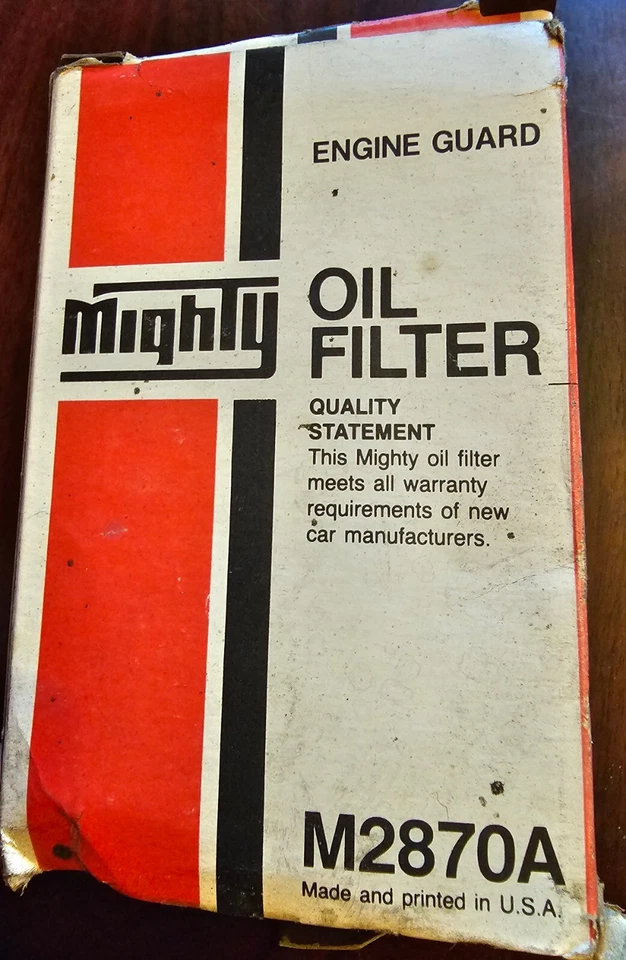 ENGINE GUARD
Mighty
OIL
FILTER
QUALITY
STATEMENT
This Mighty oil filter
meets all warranty
requirements of new
car manufacturers.
M2870A
Made and printed in U.S.A.